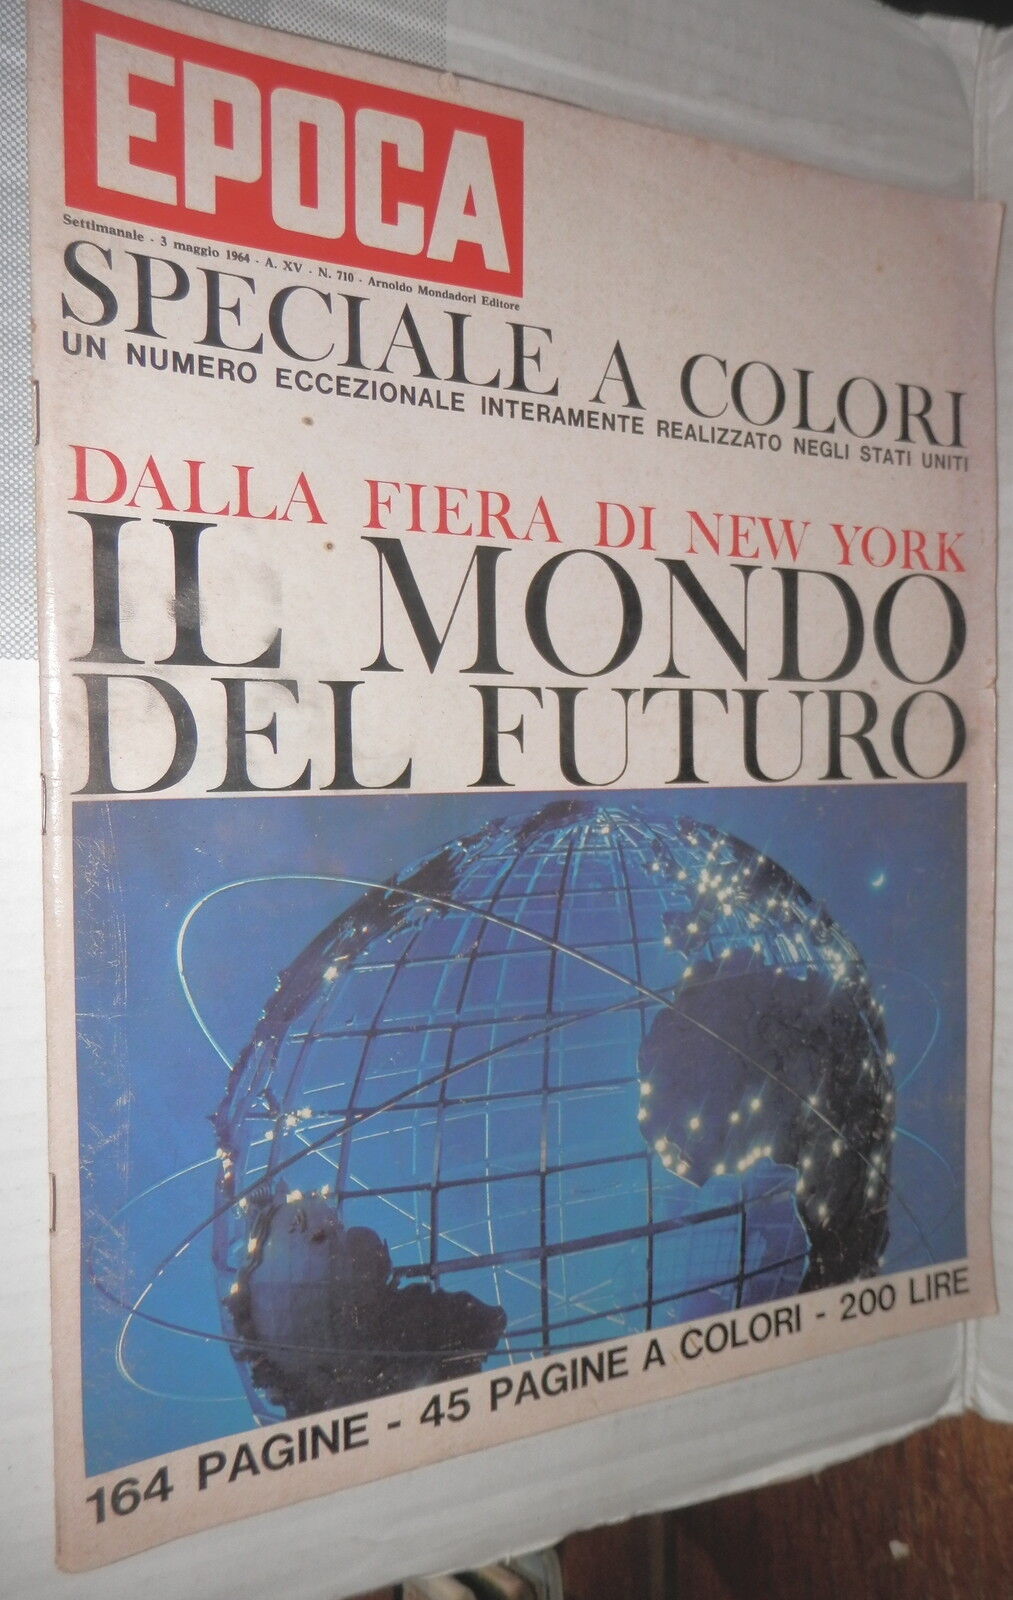 EPOCA
Settimanale - 3 maggio 1964 - A. XV - N. 710 - Arnoldo Mondadori Editore
SPECIALE A COLORI
UN NUMERO ECCEZIONALE INTERAMENTE REALIZZATO NEGLI STATI UNITI
DALLA FIERA DI NEW YORK
IL MONDO
DEL FUTURO
164 PAGINE - 45 PAGINE A COLORI - 200 LIRE